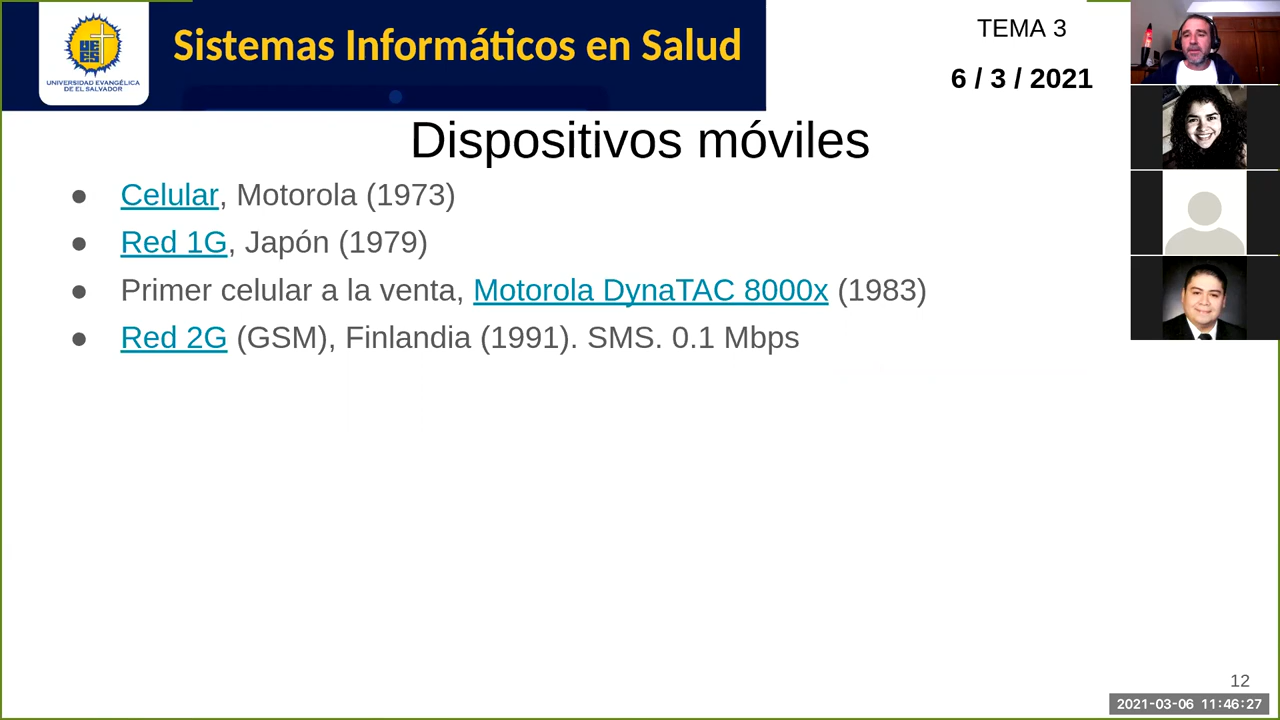 UNIVERSIDAD EVANGÉLICA
DE EL SALVADOR
Sistemas Informáticos en Salud
TEMA 3
6 / 3 / 2021
Dispositivos móviles
● Celular, Motorola (1973)
● Red 1G, Japón (1979)
● Primer celular a la venta, Motorola DynaTAC 8000x (1983)
● Red 2G (GSM), Finlandia (1991). SMS. 0.1 Mbps
12
2021-03-06 11:46:27